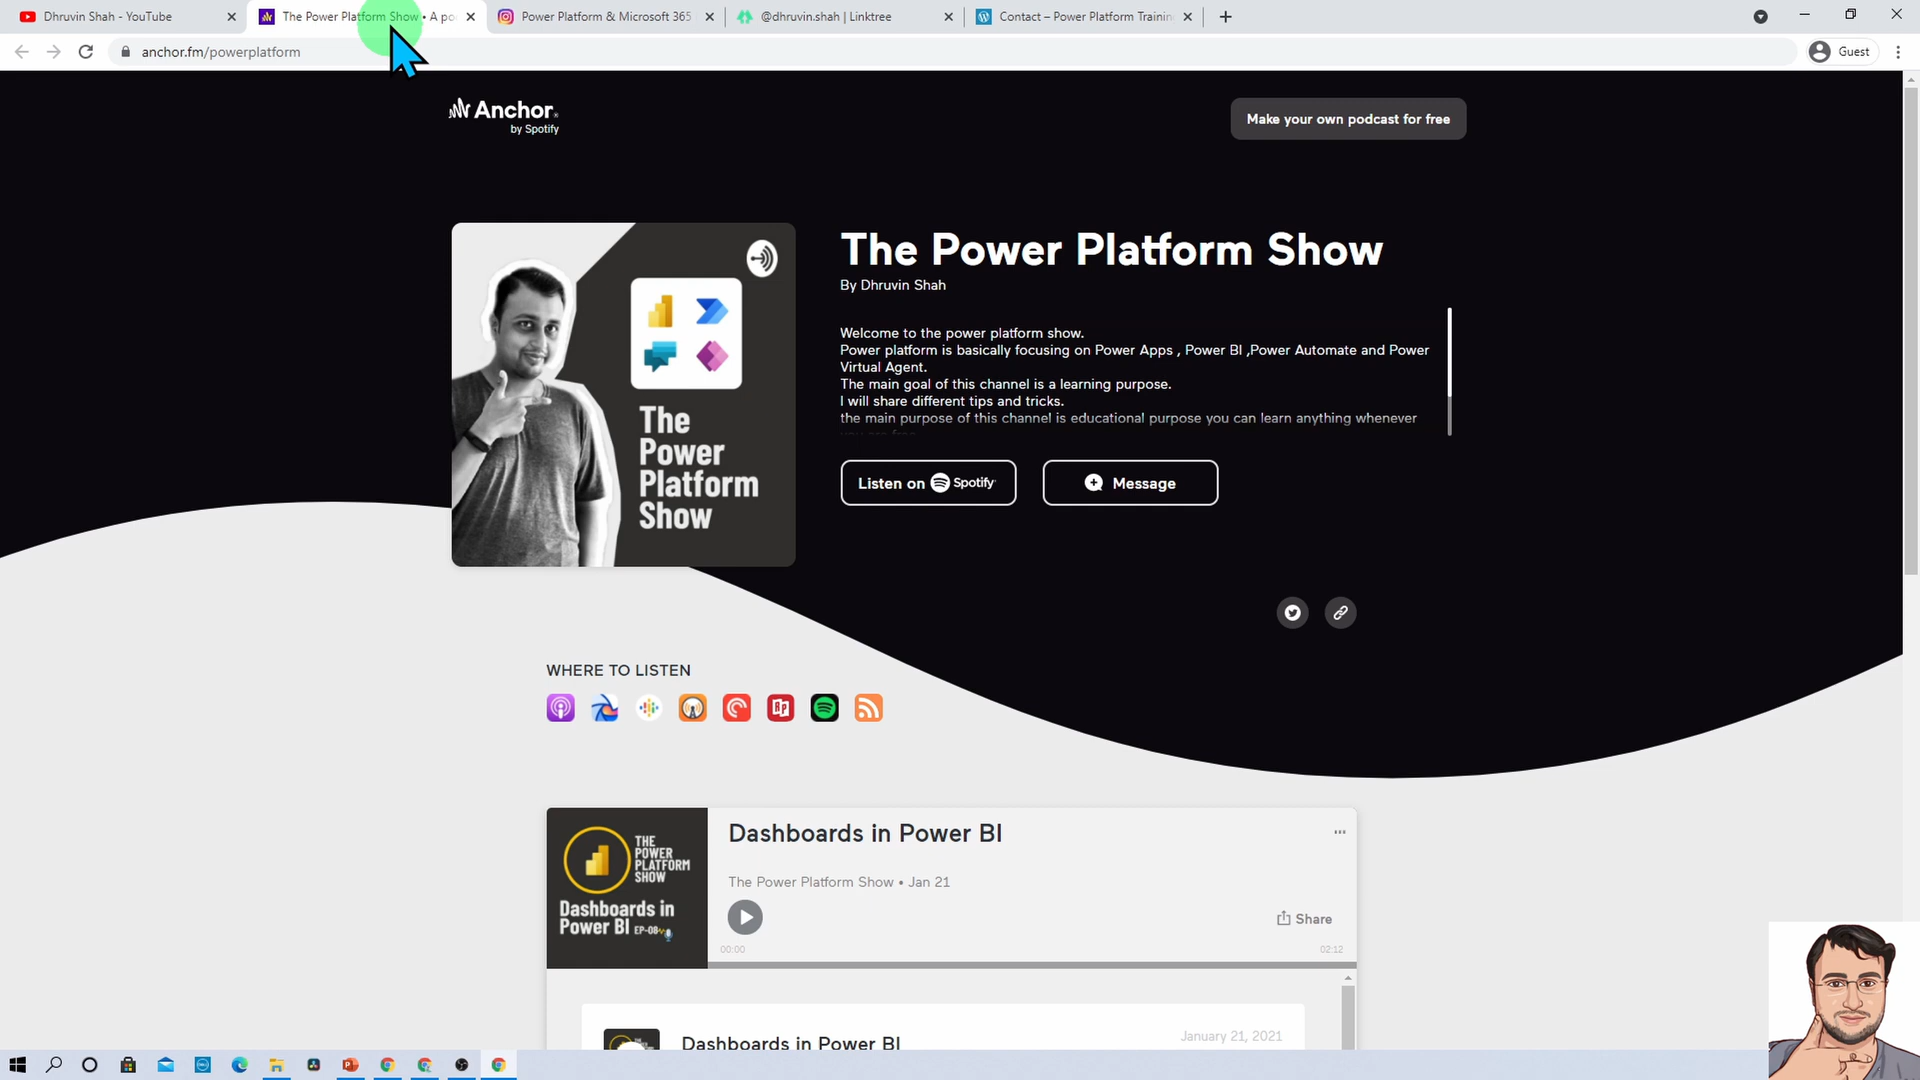 Dhruvin Shah - YouTube
The Power Platform Show • A po
Power Platform & Microsoft 365
@dhruvin.shah | Linktree
Contact – Power Platform Trainin
anchor.fm/powerplatform
Guest
Anchor
by Spotify
Make your own podcast for free
The
Power
Platform
Show
The Power Platform Show
By Dhruvin Shah
Welcome to the power platform show.
Power platform is basically focusing on Power Apps , Power BI ,Power Automate and Power
Virtual Agent.
The main goal of this channel is a learning purpose.
I will share different tips and tricks.
the main purpose of this channel is educational purpose you can learn anything whenever
Listen on Spotify
Message
WHERE TO LISTEN
THE
POWER
PLATFORM
SHOW
Dashboards in
Power BI EP-08
Dashboards in Power BI
The Power Platform Show • Jan 21
Share
00:00
02:12
Dashboards in Power BI
January 21, 2021